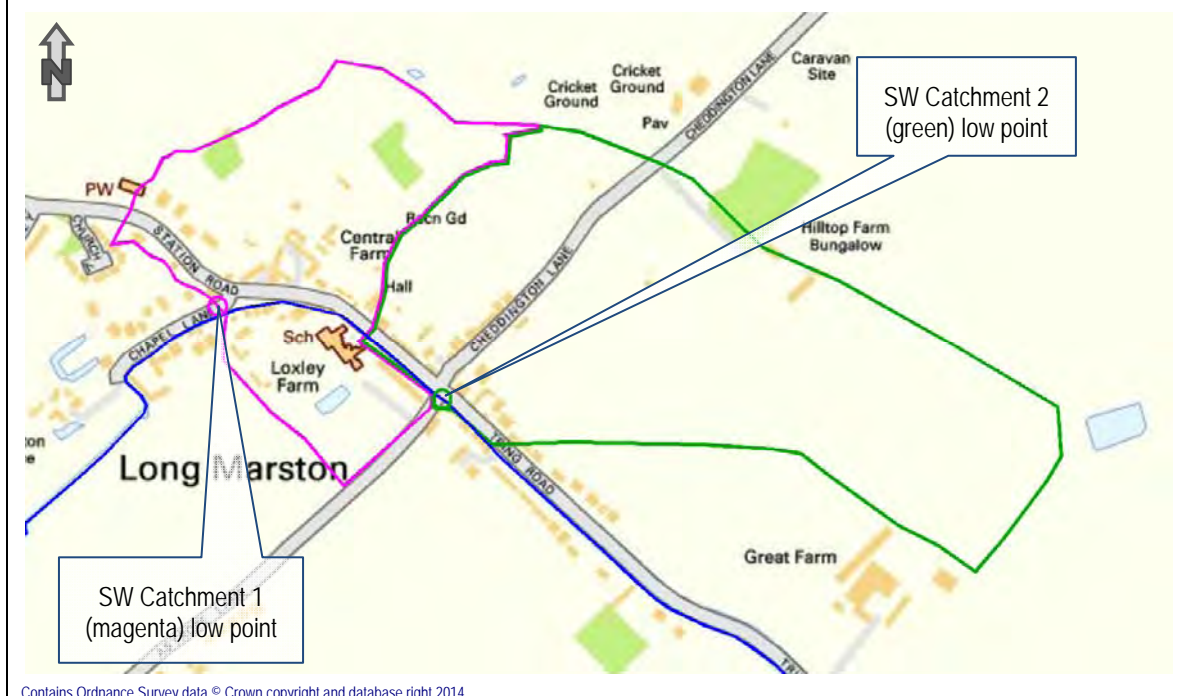 N
Cricket
Ground
Cricket
Ground
Pav
CHEDDINGTON LANE
Caravan
Site
SW Catchment 2
(green) low point
PW
CHURCH
STATION ROAD
Central
Farm
Recn Gd
Hall
Hilltop Farm
Bungalow
CHEDDINGTON LANE
CHAPEL LANE
Sch
Loxley
Farm
TRING ROAD
Long Marston
Great Farm
SW Catchment 1
(magenta) low point
Contains Ordnance Survey data © Crown copyright and database right 2014